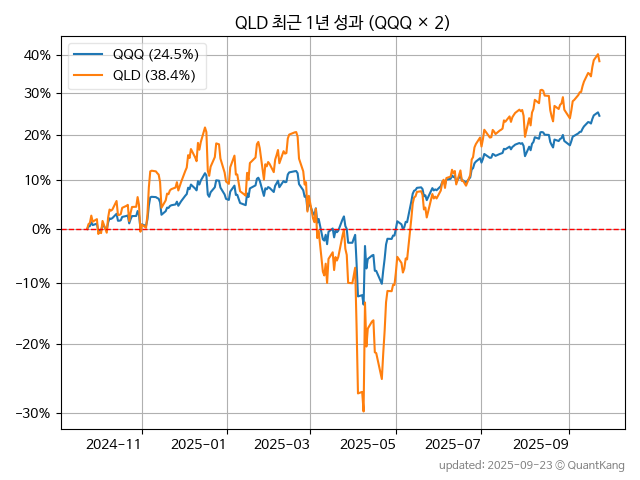 QLD 최근 1년 성과 (QQQ × 2)
QQQ (24.5%)
QLD (38.4%)
40%
30%
20%
10%
0%
−10%
−20%
−30%
2024-11 2025-01 2025-03 2025-05 2025-07 2025-09
updated: 2025-09-23 © QuantKang